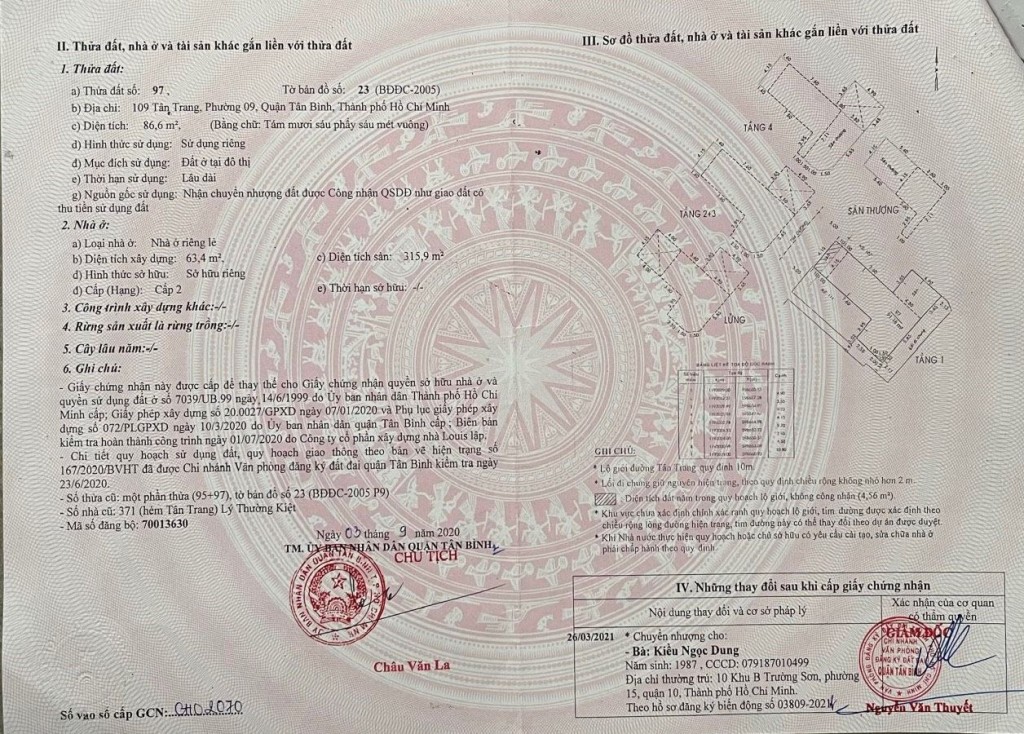 II. Thửa đất, nhà ở và tài sản khác gắn liền với thửa đất
1. Thửa đất:
a) Thửa đất số: 97 , Tờ bản đồ số: 23 (BĐĐC-2005)
b) Địa chỉ: 109 Tân Trang, Phường 09, Quận Tân Bình, Thành phố Hồ Chí Minh
c) Diện tích: 86,6 m², (Bằng chữ: Tám mươi sáu phẩy sáu mét vuông)
d) Hình thức sử dụng: Sử dụng riêng
đ) Mục đích sử dụng: Đất ở tại đô thị
e) Thời hạn sử dụng: Lâu dài
g) Nguồn gốc sử dụng: Nhận chuyển nhượng đất được Công nhận QSDĐ như giao đất có
thu tiền sử dụng đất
2. Nhà ở:
a) Loại nhà ở: Nhà ở riêng lẻ
b) Diện tích xây dựng: 63,4 m², c) Diện tích sàn: 315,9 m²
d) Hình thức sở hữu: Sở hữu riêng
đ) Cấp (Hạng): Cấp 2 e) Thời hạn sở hữu: -/-
3. Công trình xây dựng khác:-/-
4. Rừng sản xuất là rừng trồng:-/-
5. Cây lâu năm:-/-
6. Ghi chú:
- Giấy chứng nhận này được cấp để thay thế cho Giấy chứng nhận quyền sở hữu nhà ở và
quyền sử dụng đất ở số 7039/UB.99 ngày 14/6/1999 do Ủy ban nhân dân Thành phố Hồ Chí
Minh cấp; Giấy phép xây dựng số 20.0027/GPXD ngày 07/01/2020 và Phụ lục giấy phép xây
dựng số 072/PLGPXD ngày 10/3/2020 do Ủy ban nhân dân quận Tân Bình cấp; Biên bản
kiểm tra hoàn thành công trình ngày 01/07/2020 do Công ty cổ phần xây dựng nhà Louis lập.
- Chi tiết quy hoạch sử dụng đất, quy hoạch giao thông theo bản vẽ hiện trạng số
167/2020/BVHT đã được Chi nhánh Văn phòng đăng ký đất đai quận Tân Bình kiểm tra ngày
23/6/2020.
- Số thửa cũ: một phần thửa (95+97), tờ bản đồ số 23 (BĐĐC-2005 P9)
- Số nhà cũ: 371 (hẻm Tân Trang) Lý Thường Kiệt
- Mã số đăng bộ: 70013630
Ngày 03 tháng 9 năm 2020
TM. ỦY BAN NHÂN DÂN QUẬN TÂN BÌNH
CHỦ TỊCH
Châu Văn La
Số vào sổ cấp GCN: CH02070
III. Sơ đồ thửa đất, nhà ở và tài sản khác gắn liền với thửa đất
TẦNG 4
SÂN THƯỢNG
TẦNG 2+3
LỬNG
TẦNG 1
GHI CHÚ:
* Lộ giới đường Tân Trang quy định 10m
* Lối đi chung giữ nguyên hiện trạng, theo quy định chiều rộng không nhỏ hơn 2 m.
: Diện tích đất nằm trong quy hoạch lộ giới, không công nhận (4,56 m²).
* Khu vực chưa xác định chính xác ranh quy hoạch lộ giới, tim đường được xác định theo
chiều rộng lòng đường hiện trạng, tim đường này có thể thay đổi theo dự án được duyệt.
* Khi Nhà nước thực hiện quy hoạch hoặc chủ sở hữu có yêu cầu cải tạo, sửa chữa nhà ở
phải chấp hành theo quy định.
IV. Những thay đổi sau khi cấp giấy chứng nhận
Nội dung thay đổi và cơ sở pháp lý
Xác nhận của cơ quan
có thẩm quyền
26/03/2021 * Chuyển nhượng cho:
- Bà: Kiều Ngọc Dung
Năm sinh: 1987 , CCCD: 079187010499
Địa chỉ thường trú: 10 Khu B Trường Sơn, phường
15, quận 10, Thành phố Hồ Chí Minh.
Theo hồ sơ đăng ký biến động số 03809-2021
GIÁM ĐỐC
CHI NHÁNH
VĂN PHÒNG
ĐĂNG KÝ ĐẤT ĐAI
QUẬN TÂN BÌNH
Nguyễn Văn Thuyết